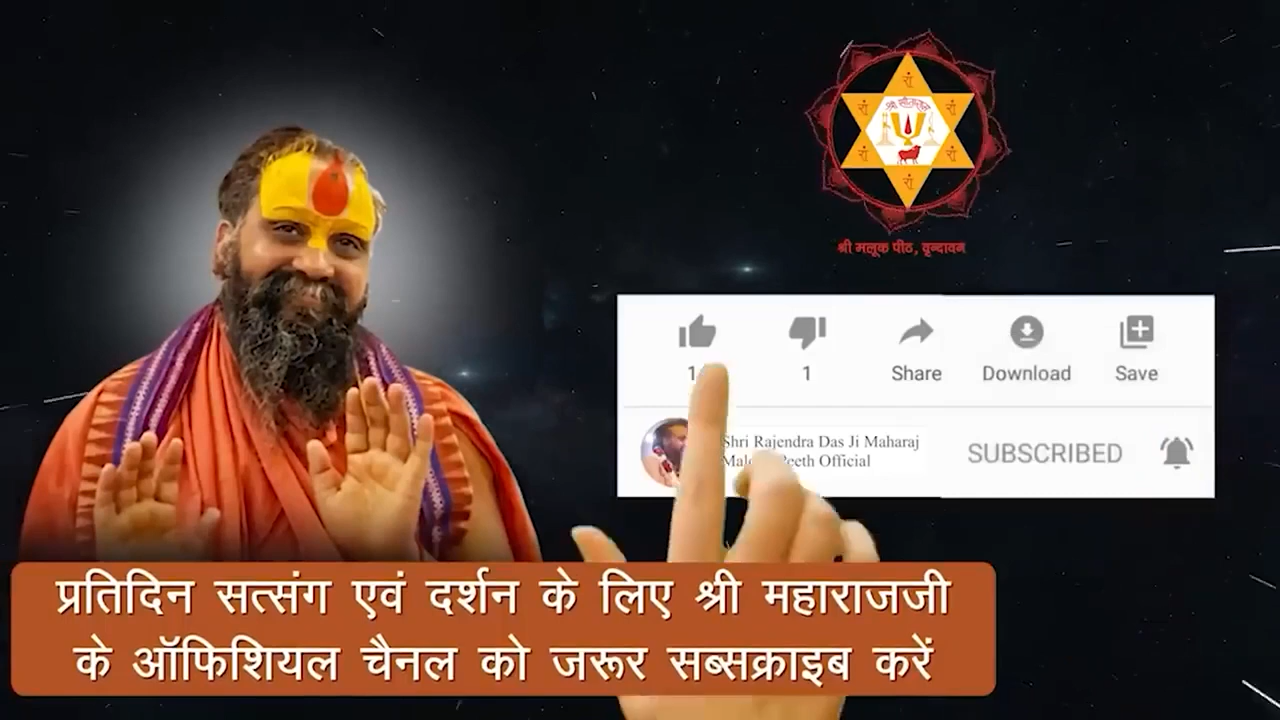 रां
रां
रां
श्री सीताराम
रां
रां
रां
श्री मलूक पीठ, वृन्दावन
1
Share
Download
Save
Shri Rajendra Das Ji Maharaj
Peeth Official
SUBSCRIBED
प्रतिदिन सत्संग एवं दर्शन के लिए श्री महाराजजी
के ऑफिशियल चैनल को जरूर सब्सक्राइब करें